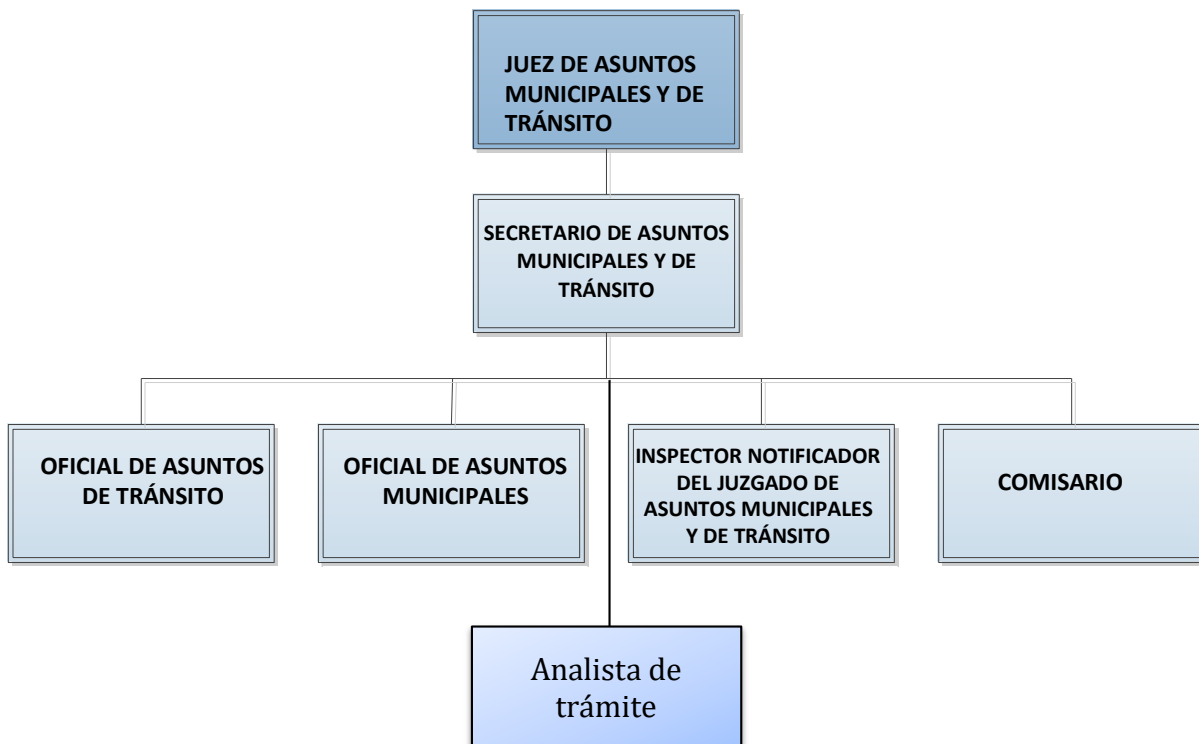 JUEZ DE ASUNTOS
MUNICIPALES Y DE
TRÁNSITO
SECRETARIO DE ASUNTOS
MUNICIPALES Y DE
TRÁNSITO
OFICIAL DE ASUNTOS
DE TRÁNSITO
OFICIAL DE ASUNTOS
MUNICIPALES
INSPECTOR NOTIFICADOR
DEL JUZGADO DE
ASUNTOS MUNICIPALES
Y DE TRÁNSITO
COMISARIO
Analista de
trámite